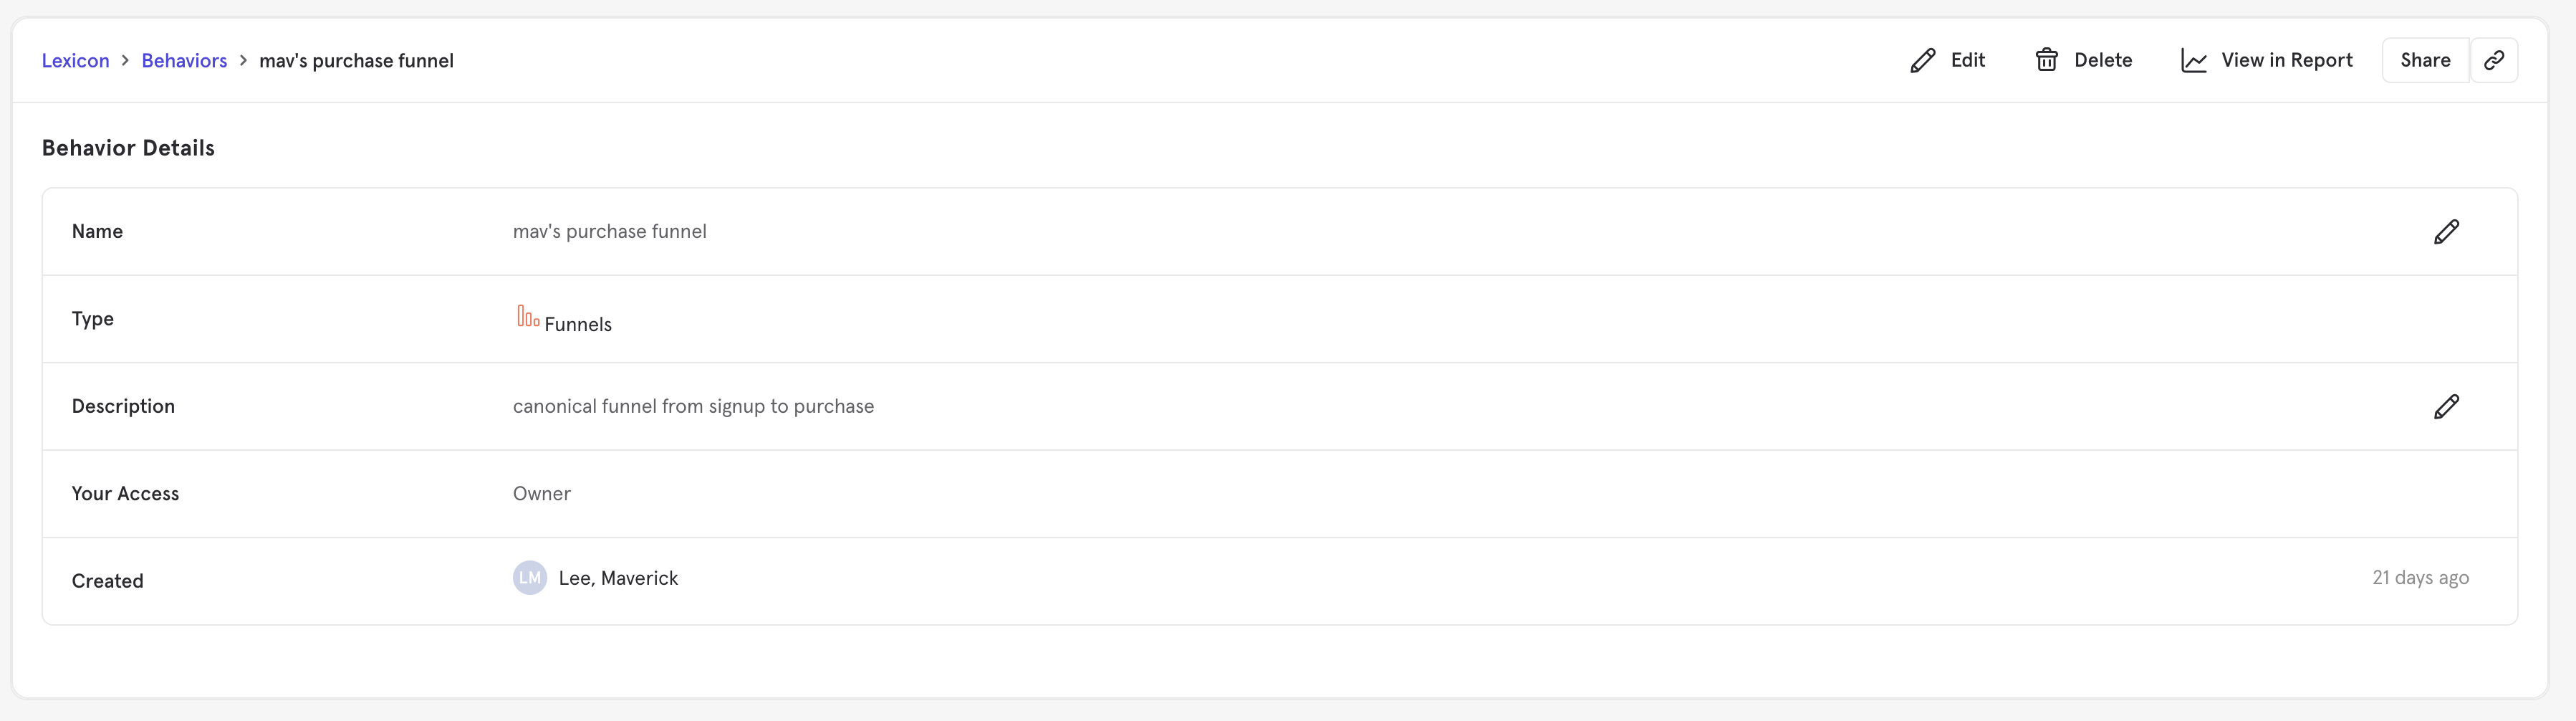 Lexicon > Behaviors > mav's purchase funnel
Edit
Delete
View in Report
Share
Behavior Details
Name
mav's purchase funnel
Type
Funnels
Description
canonical funnel from signup to purchase
Your Access
Owner
Created
LM
Lee, Maverick
21 days ago